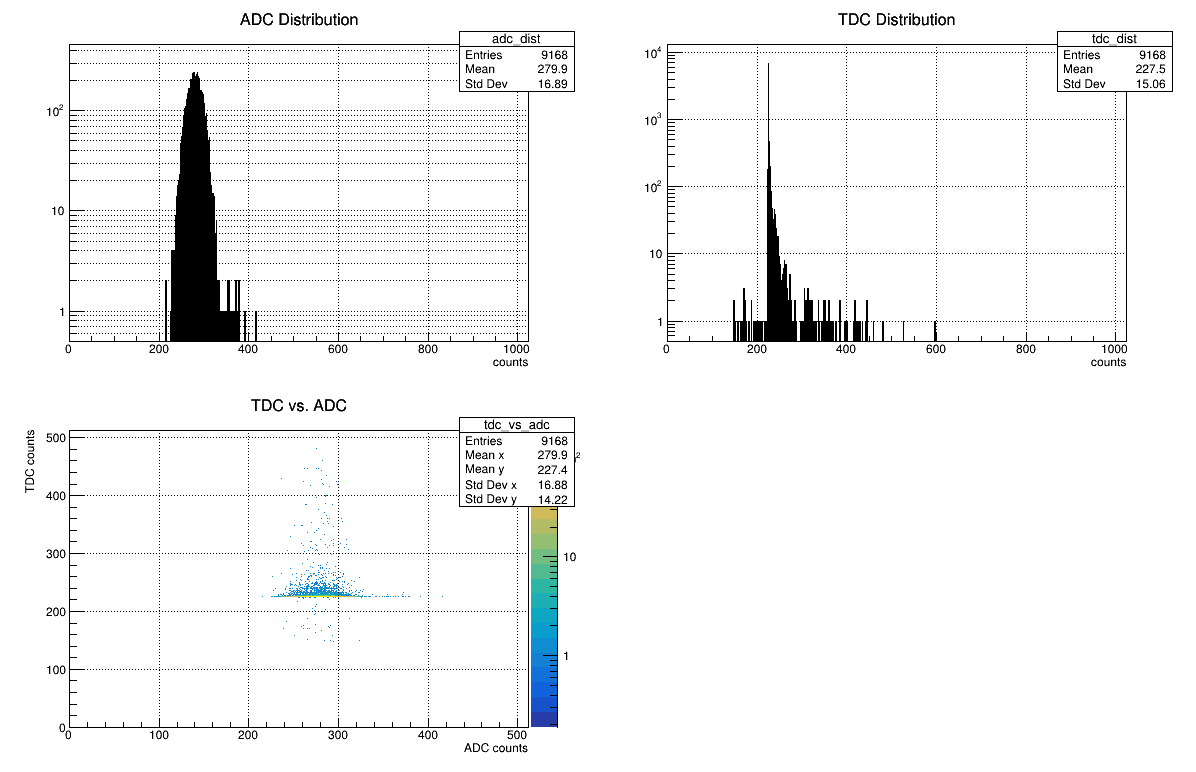 ADC Distribution
adc_dist
Entries 9168
Mean 279.9
Std Dev 16.89
10²
10
1
0 200 400 600 800 1000
counts
TDC Distribution
tdc_dist
Entries 9168
Mean 227.5
Std Dev 15.06
10⁴
10³
10²
10
1
0 200 400 600 800 1000
counts
TDC vs. ADC
tdc_vs_adc
Entries 9168
Mean x 279.9
Mean y 227.4
Std Dev x 16.88
Std Dev y 14.22
TDC counts
500
400
300
200
100
0
0 100 200 300 400 500
ADC counts
10
1